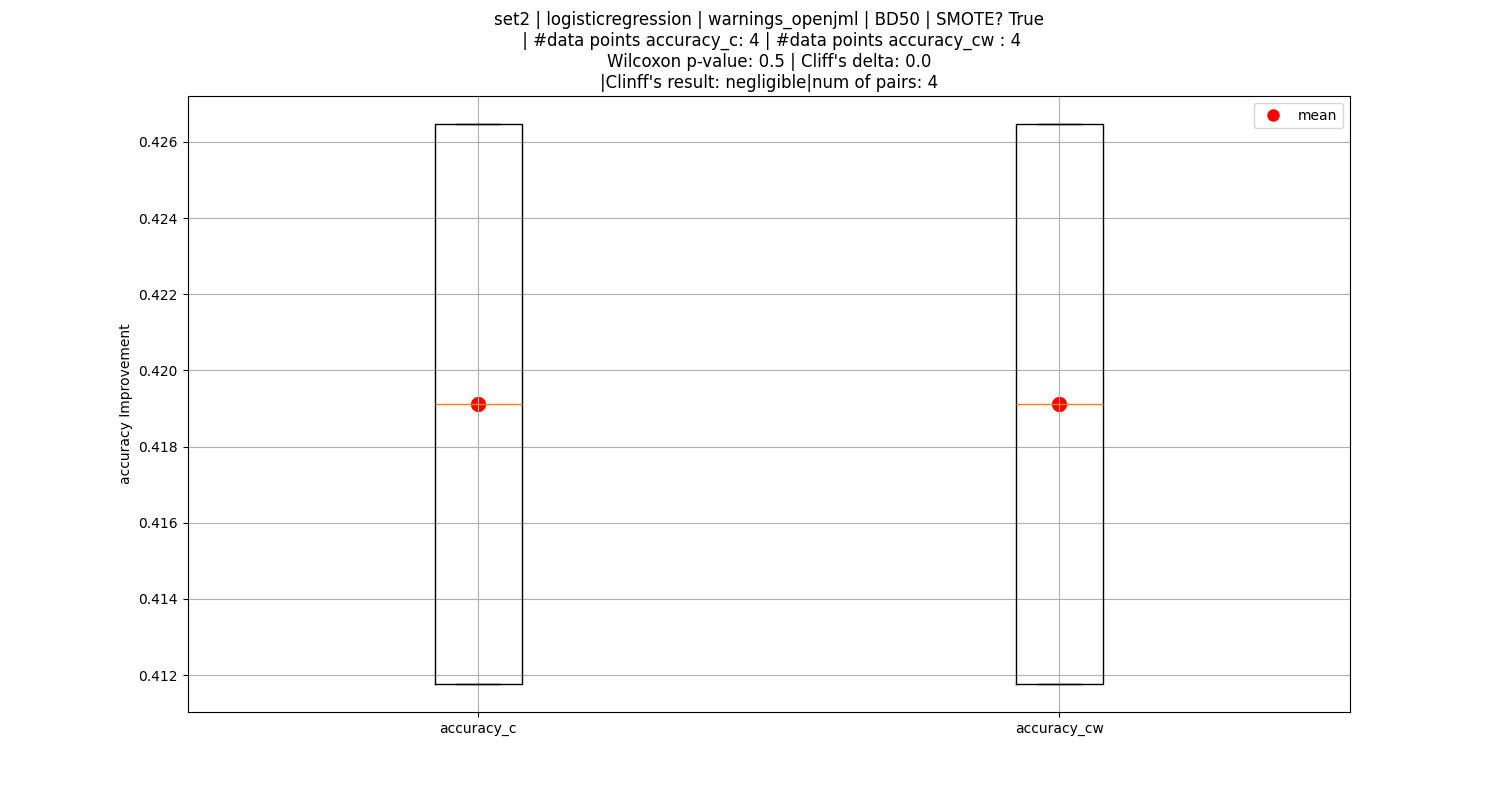 set2 | logisticregression | warnings_openjml | BD50 | SMOTE? True
| #data points accuracy_c: 4 | #data points accuracy_cw : 4
Wilcoxon p-value: 0.5 | Cliff's delta: 0.0
|Clinff's result: negligible|num of pairs: 4
mean
0.426
0.424
0.422
0.420
0.418
0.416
0.414
0.412
accuracy Improvement
accuracy_c
accuracy_cw